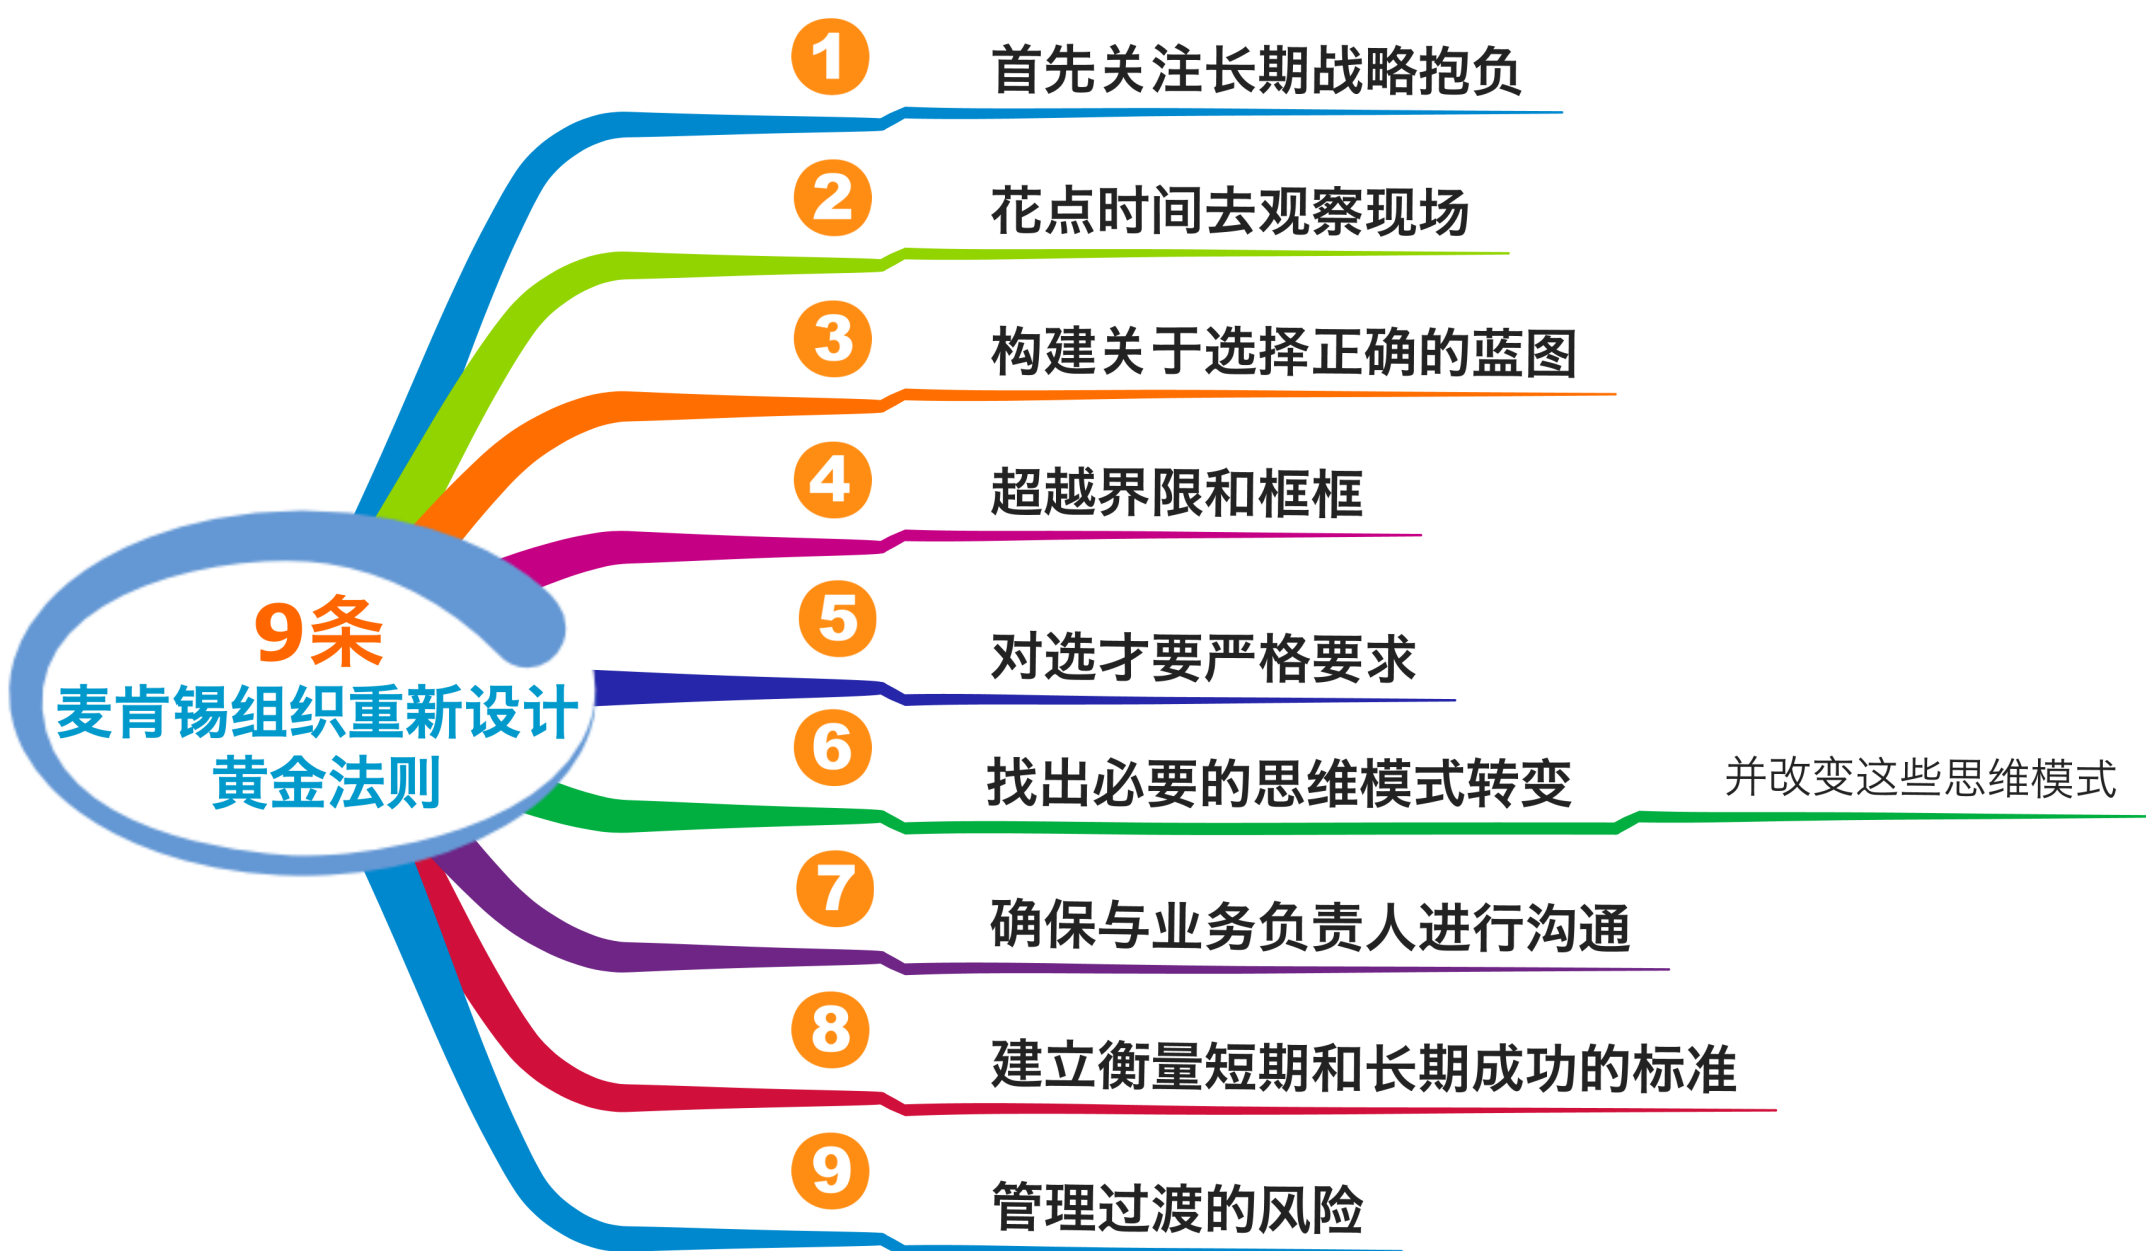 9条
麦肯锡组织重新设计
黄金法则
1 首先关注长期战略抱负
2 花点时间去观察现场
3 构建关于选择正确的蓝图
4 超越界限和框框
5 对选才要严格要求
6 找出必要的思维模式转变 并改变这些思维模式
7 确保与业务负责人进行沟通
8 建立衡量短期和长期成功的标准
9 管理过渡的风险